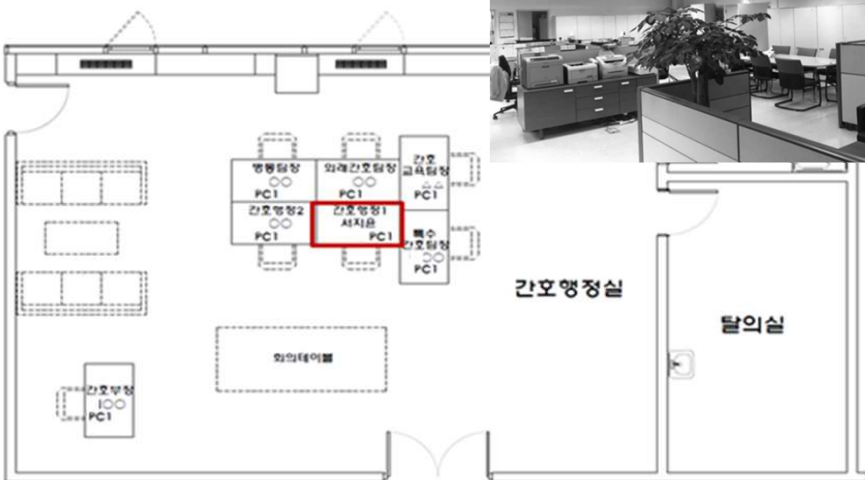 병동팀장
○○
PC1
외래간호팀장
○○
PC1
간호
교육팀장
△△
PC1
간호행정2
○○
PC1
간호행정1
서지윤
PC1
특수
간호팀장
○○
PC1
간호행정실
탈의실
회의테이블
간호부장
○○
PC1